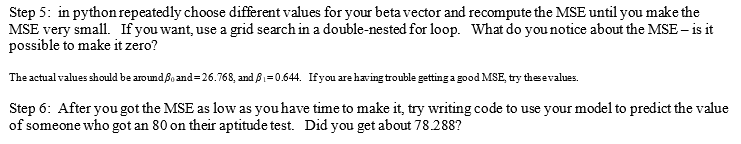 Step 5:  in python repeatedly choose different values for your beta vector and recompute the MSE until you make the
MSE very small.  If you want, use a grid search in a double-nested for loop.  What do you notice about the MSE – is it
possible to make it zero?
The actual values should be around β₀ and= 26.768, and β₁= 0.644.  If you are having trouble getting a good MSE, try these values.
Step 6:  After you got the MSE as low as you have time to make it, try writing code to use your model to predict the value
of someone who got an 80 on their aptitude test.  Did you get about 78.288?